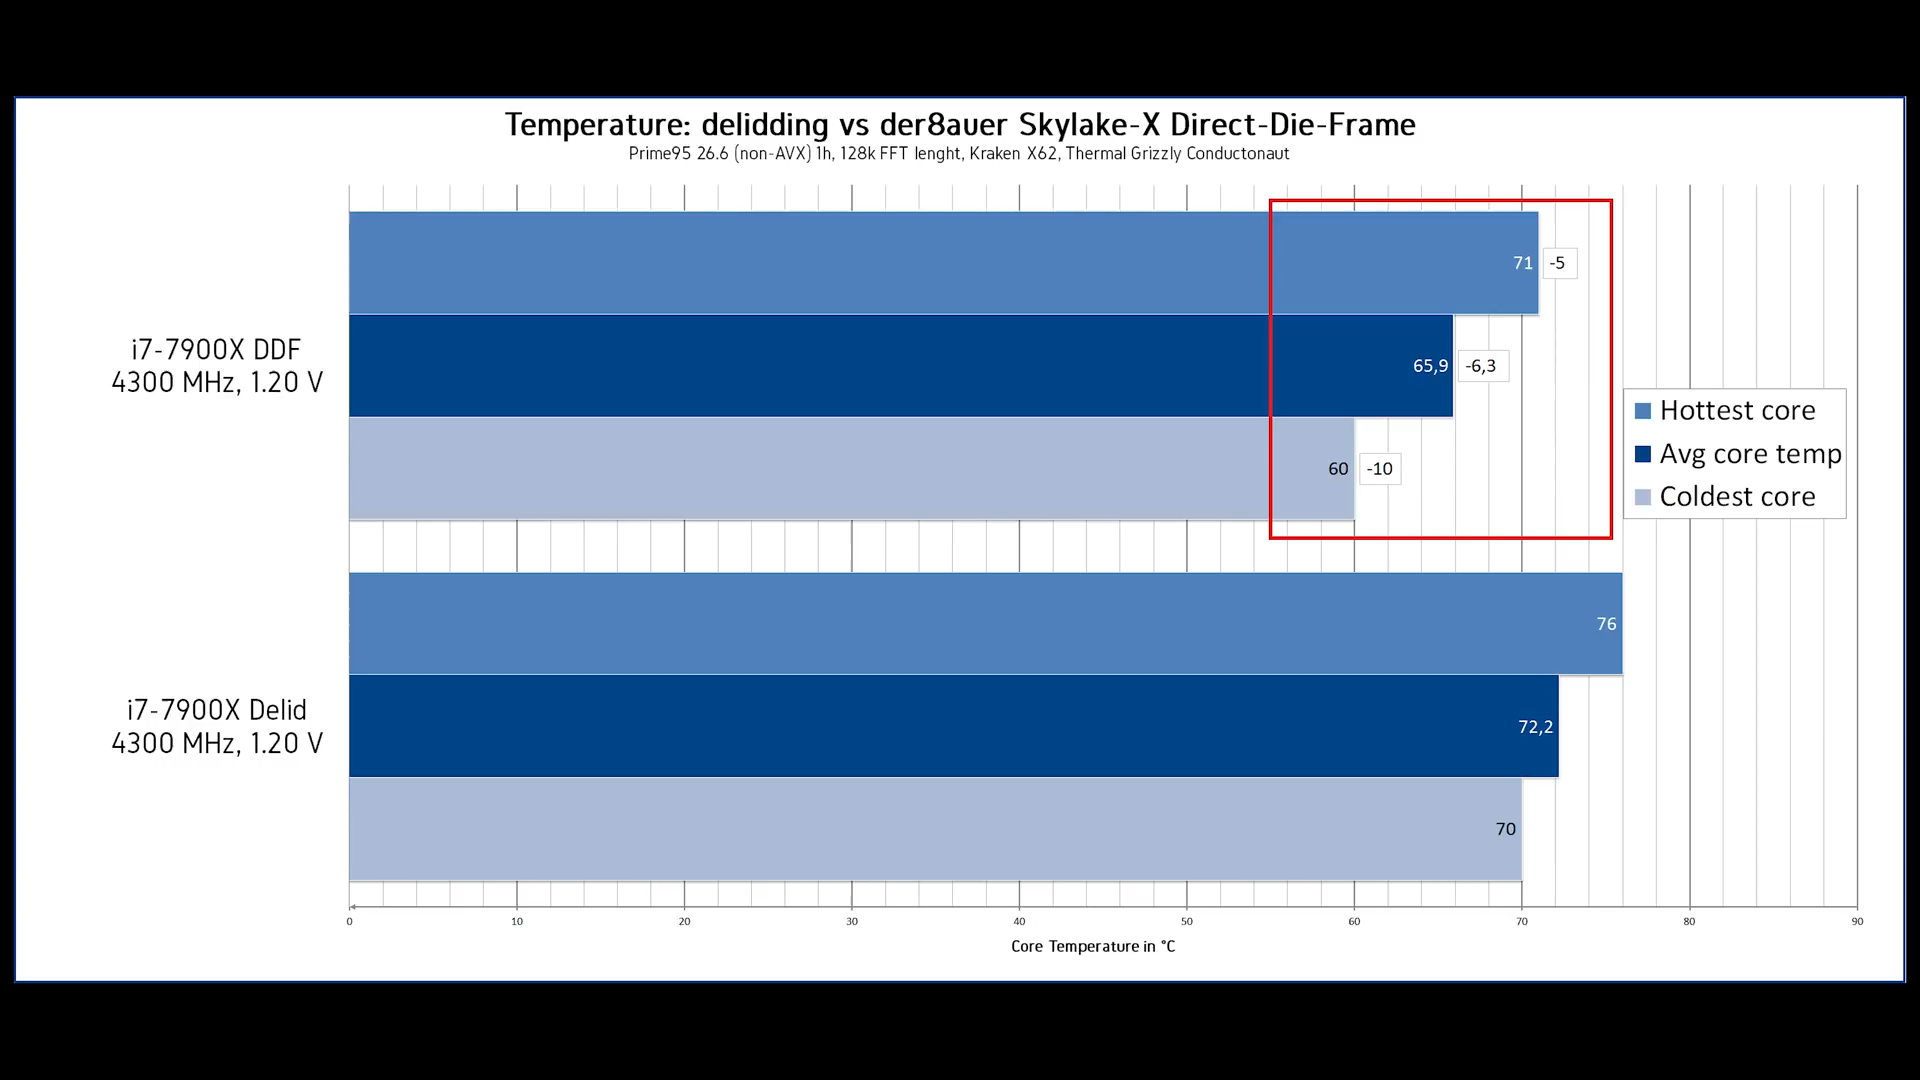 Temperature: delidding vs der8auer Skylake-X Direct-Die-Frame
Prime95 26.6 (non-AVX) 1h, 128k FFT lenght, Kraken X62, Thermal Grizzly Conductonaut
i7-7900X DDF
4300 MHz, 1.20 V
71 -5
65,9 -6,3
60 -10
Hottest core
Avg core temp
Coldest core
i7-7900X Delid
4300 MHz, 1.20 V
76
72,2
70
0 10 20 30 40 50 60 70 80 90
Core Temperature in °C